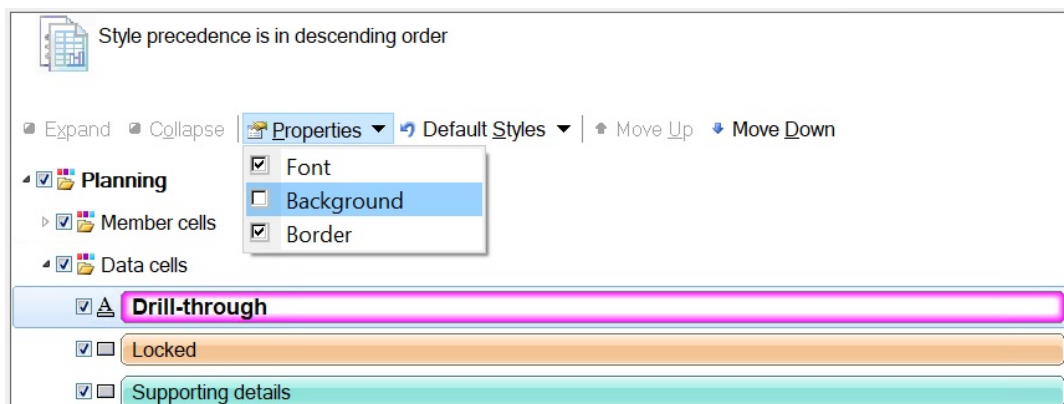 Style precedence is in descending order
Expand Collapse Properties Default Styles Move Up Move Down
Font
Background
Border
Planning
Member cells
Data cells
Drill-through
Locked
Supporting details